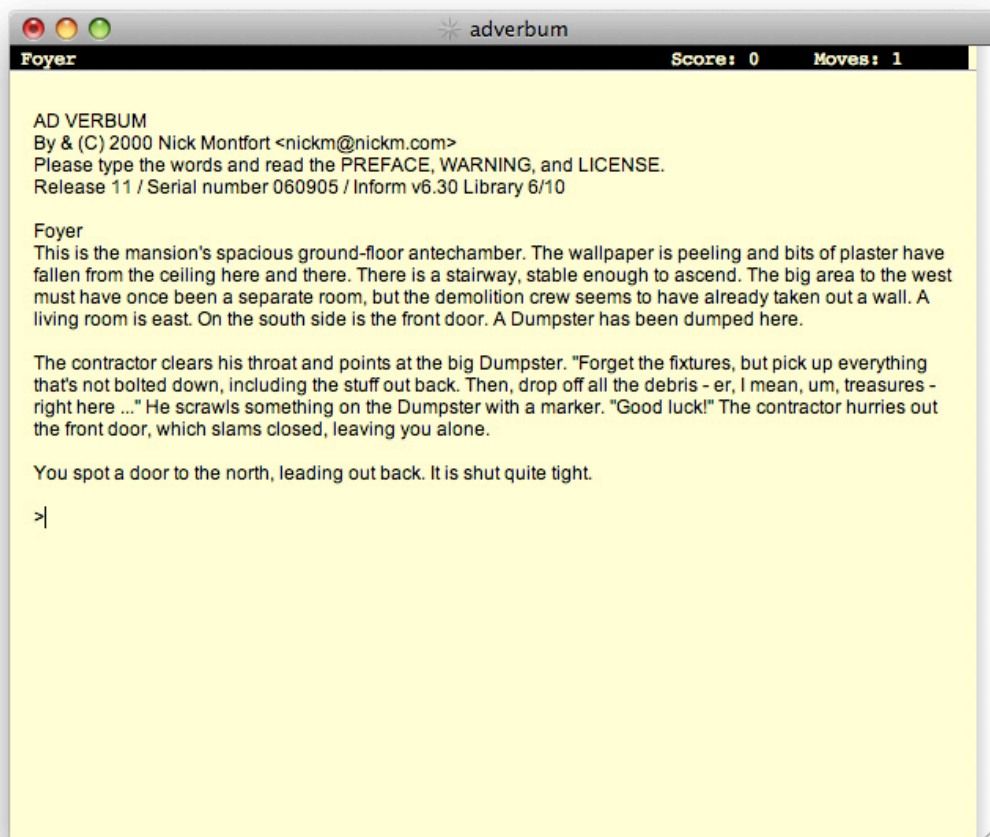 adverbum
Foyer Score: 0 Moves: 1
AD VERBUM
By & (C) 2000 Nick Montfort <nickm@nickm.com>
Please type the words and read the PREFACE, WARNING, and LICENSE.
Release 11 / Serial number 060905 / Inform v6.30 Library 6/10
Foyer
This is the mansion's spacious ground-floor antechamber. The wallpaper is peeling and bits of plaster have
fallen from the ceiling here and there. There is a stairway, stable enough to ascend. The big area to the west
must have once been a separate room, but the demolition crew seems to have already taken out a wall. A
living room is east. On the south side is the front door. A Dumpster has been dumped here.
The contractor clears his throat and points at the big Dumpster. "Forget the fixtures, but pick up everything
that's not bolted down, including the stuff out back. Then, drop off all the debris - er, I mean, um, treasures -
right here ..." He scrawls something on the Dumpster with a marker. "Good luck!" The contractor hurries out
the front door, which slams closed, leaving you alone.
You spot a door to the north, leading out back. It is shut quite tight.
>